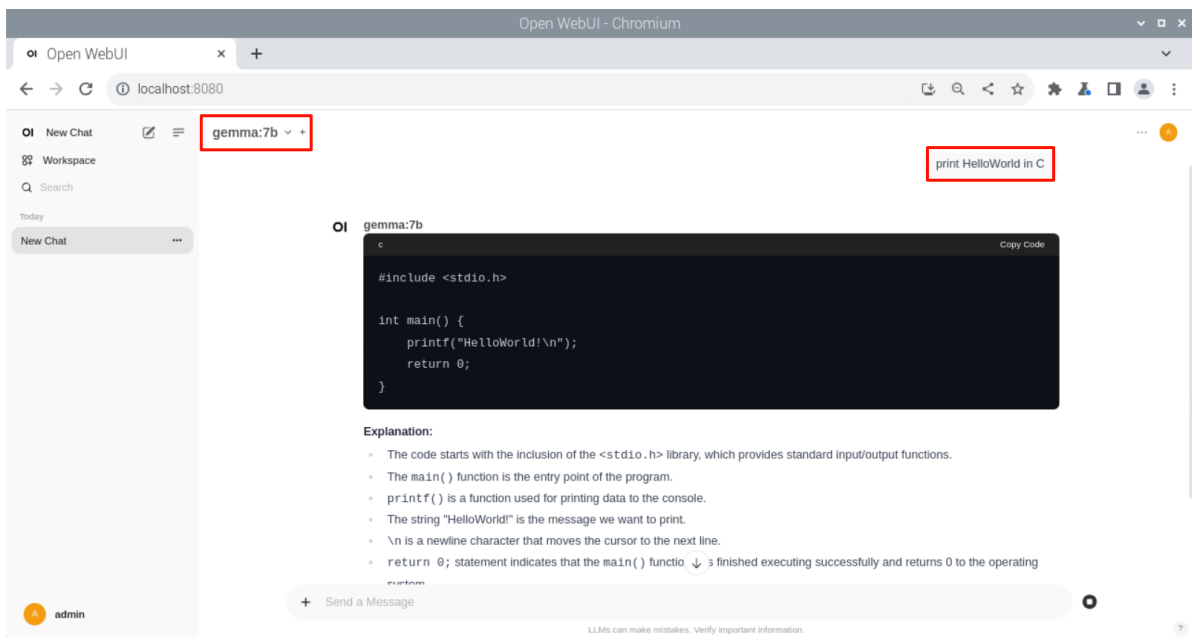 Open WebUI - Chromium
OI Open WebUI
localhost:8080
OI New Chat
gemma:7b
Workspace
print HelloWorld in C
Search
Today
New Chat
OI gemma:7b
c Copy Code
#include <stdio.h>
int main() {
printf("HelloWorld!\n");
return 0;
}
Explanation:
The code starts with the inclusion of the <stdio.h> library, which provides standard input/output functions.
The main() function is the entry point of the program.
printf() is a function used for printing data to the console.
The string "HelloWorld!" is the message we want to print.
\n is a newline character that moves the cursor to the next line.
return 0; statement indicates that the main() functio s finished executing successfully and returns 0 to the operating
system
A admin
+ Send a Message
LLMs can make mistakes. Verify important information.
?
A